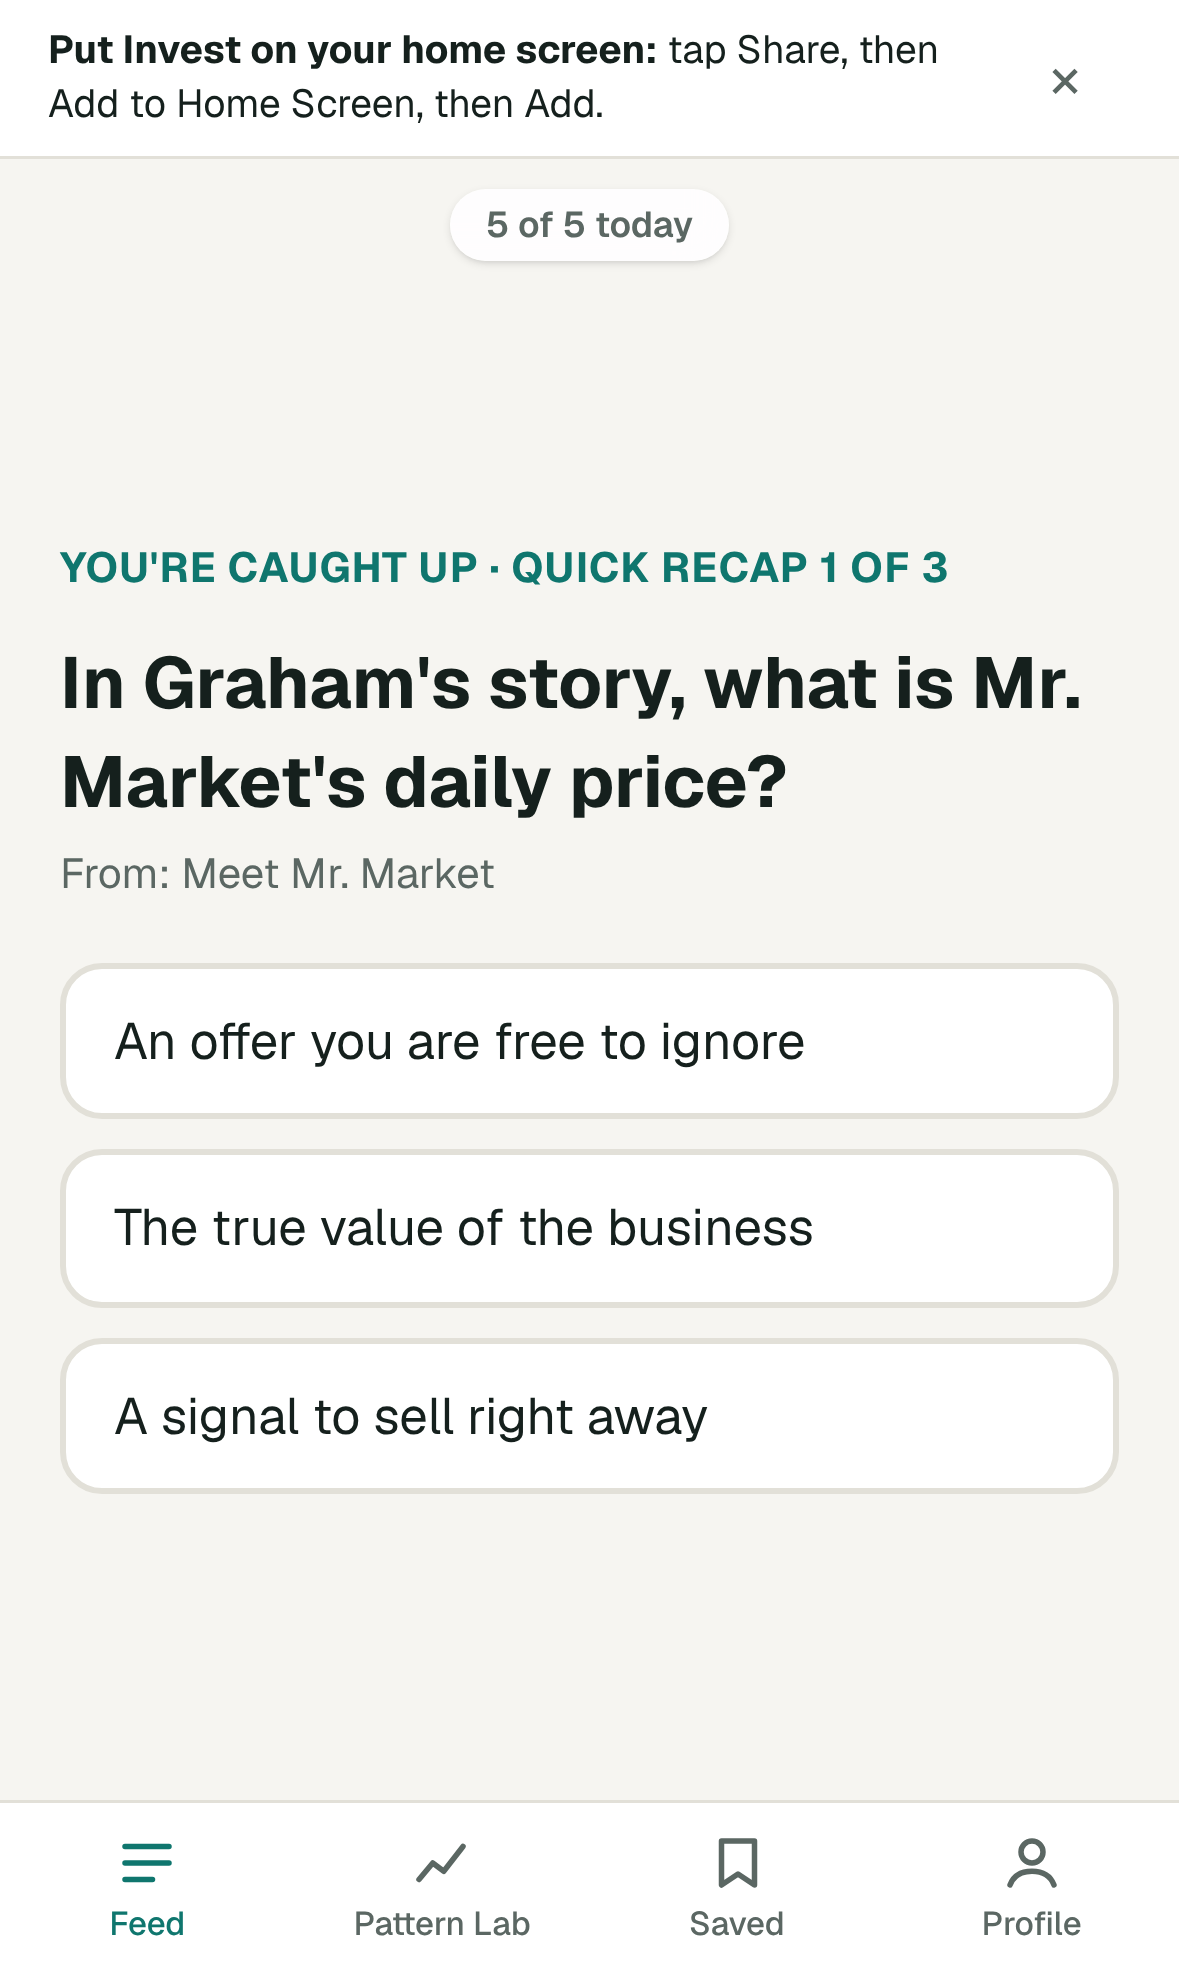 Put Invest on your home screen: tap Share, then
Add to Home Screen, then Add.
5 of 5 today
YOU'RE CAUGHT UP · QUICK RECAP 1 OF 3
In Graham's story, what is Mr.
Market's daily price?
From: Meet Mr. Market
An offer you are free to ignore
The true value of the business
A signal to sell right away
Feed
Pattern Lab
Saved
Profile